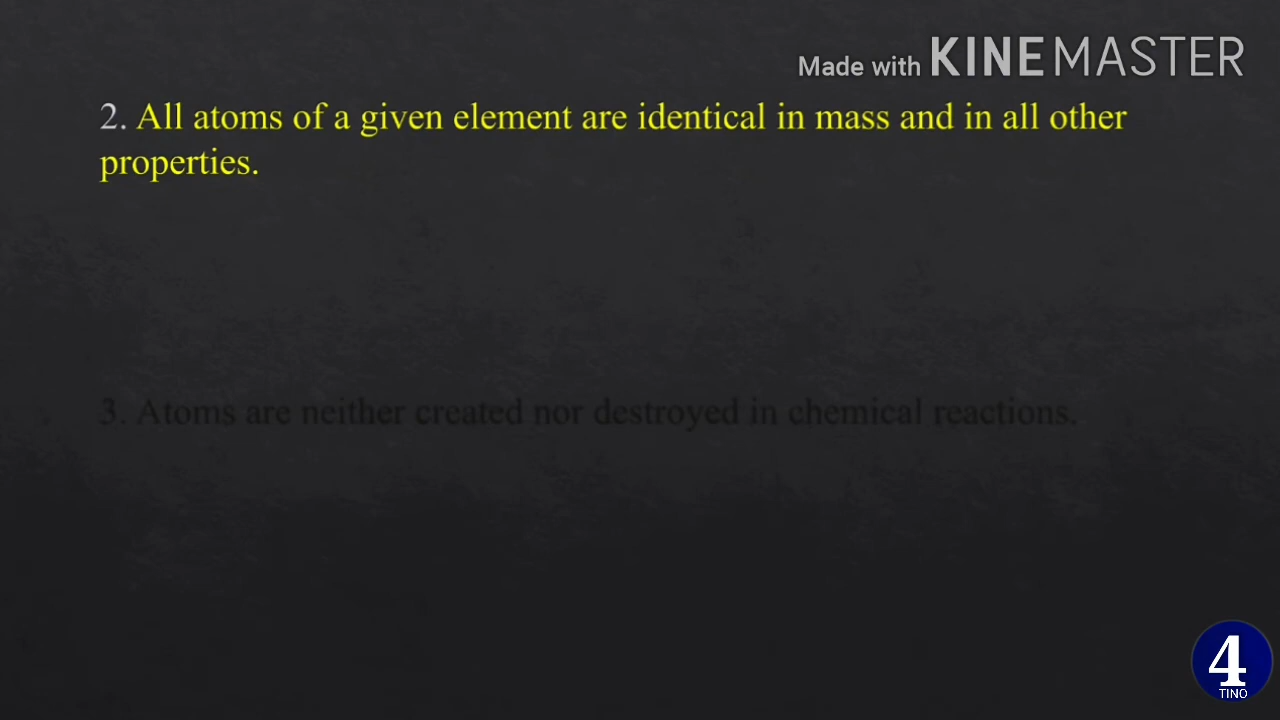 Made with KINEMASTER
2. All atoms of a given element are identical in mass and in all other
properties.
3. Atoms are neither created nor destroyed in chemical reactions.
4
TINO